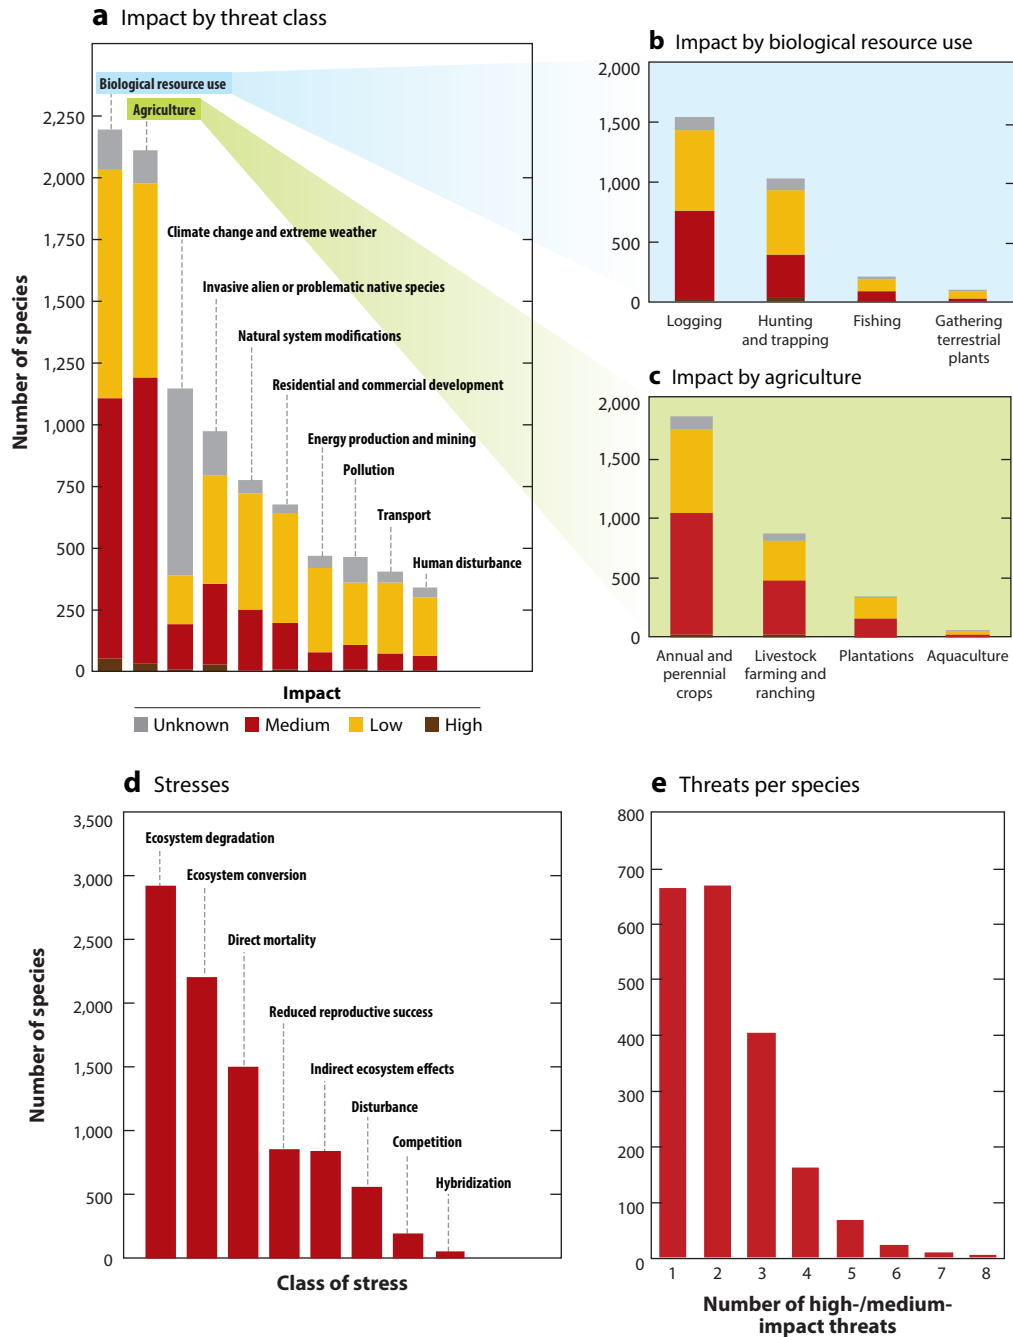 a Impact by threat class
Number of species
2,250
2,000
1,750
1,500
1,250
1,000
750
500
250
0
Biological resource use
Agriculture
Climate change and extreme weather
Invasive alien or problematic native species
Natural system modifications
Residential and commercial development
Energy production and mining
Pollution
Transport
Human disturbance
Impact
Unknown
Medium
Low
High
b Impact by biological resource use
2,000
1,500
1,000
500
0
Logging
Hunting
and trapping
Fishing
Gathering
terrestrial
plants
c Impact by agriculture
2,000
1,500
1,000
500
0
Annual and
perennial
crops
Livestock
farming and
ranching
Plantations
Aquaculture
d Stresses
Number of species
3,500
3,000
2,500
2,000
1,500
1,000
500
0
Ecosystem degradation
Ecosystem conversion
Direct mortality
Reduced reproductive success
Indirect ecosystem effects
Disturbance
Competition
Hybridization
Class of stress
e Threats per species
800
700
600
500
400
300
200
100
0
1 2 3 4 5 6 7 8
Number of high-/medium-
impact threats